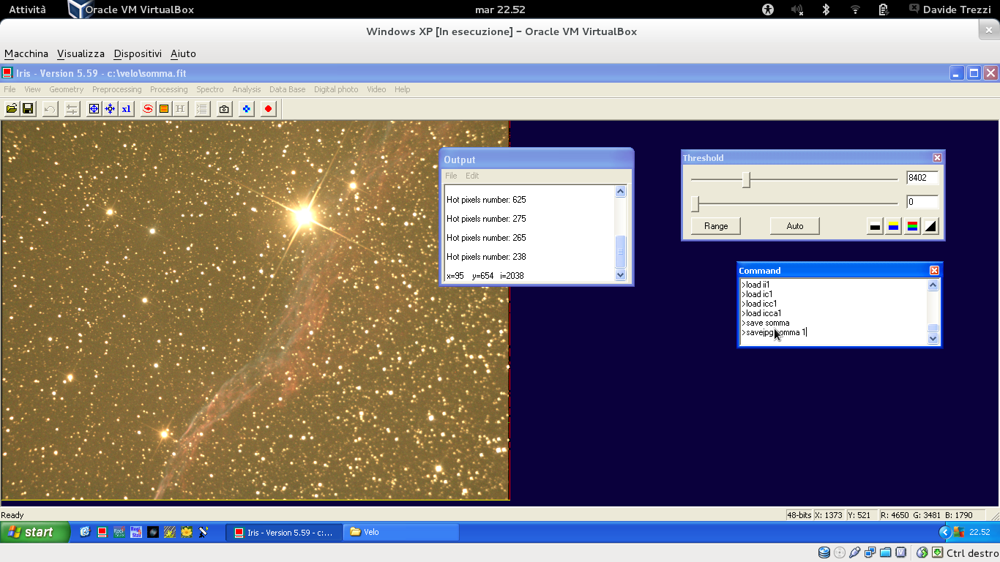 Attività
Oracle VM VirtualBox
mar 22.52
Davide Trezzi
Windows XP [In esecuzione] – Oracle VM VirtualBox
Macchina Visualizza Dispositivi Aiuto
Iris - Version 5.59 - c:\velo\somma.fit
File View Geometry Preprocessing Processing Spectro Analysis Data Base Digital photo Video Help
x1
H
Output
File Edit
Hot pixels number: 625
Hot pixels number: 275
Hot pixels number: 265
Hot pixels number: 238
x=95 y=654 i=2038
Threshold
8402
0
Range
Auto
Command
>load ii1
>load ic1
>load icc1
>load icca1
>save somma
>savejpg somma 1
Ready
48-bits X: 1373 Y: 521 R: 4650 G: 3481 B: 1790
start
Iris - Version 5.59 - c:...
Velo
22.52
Ctrl destro